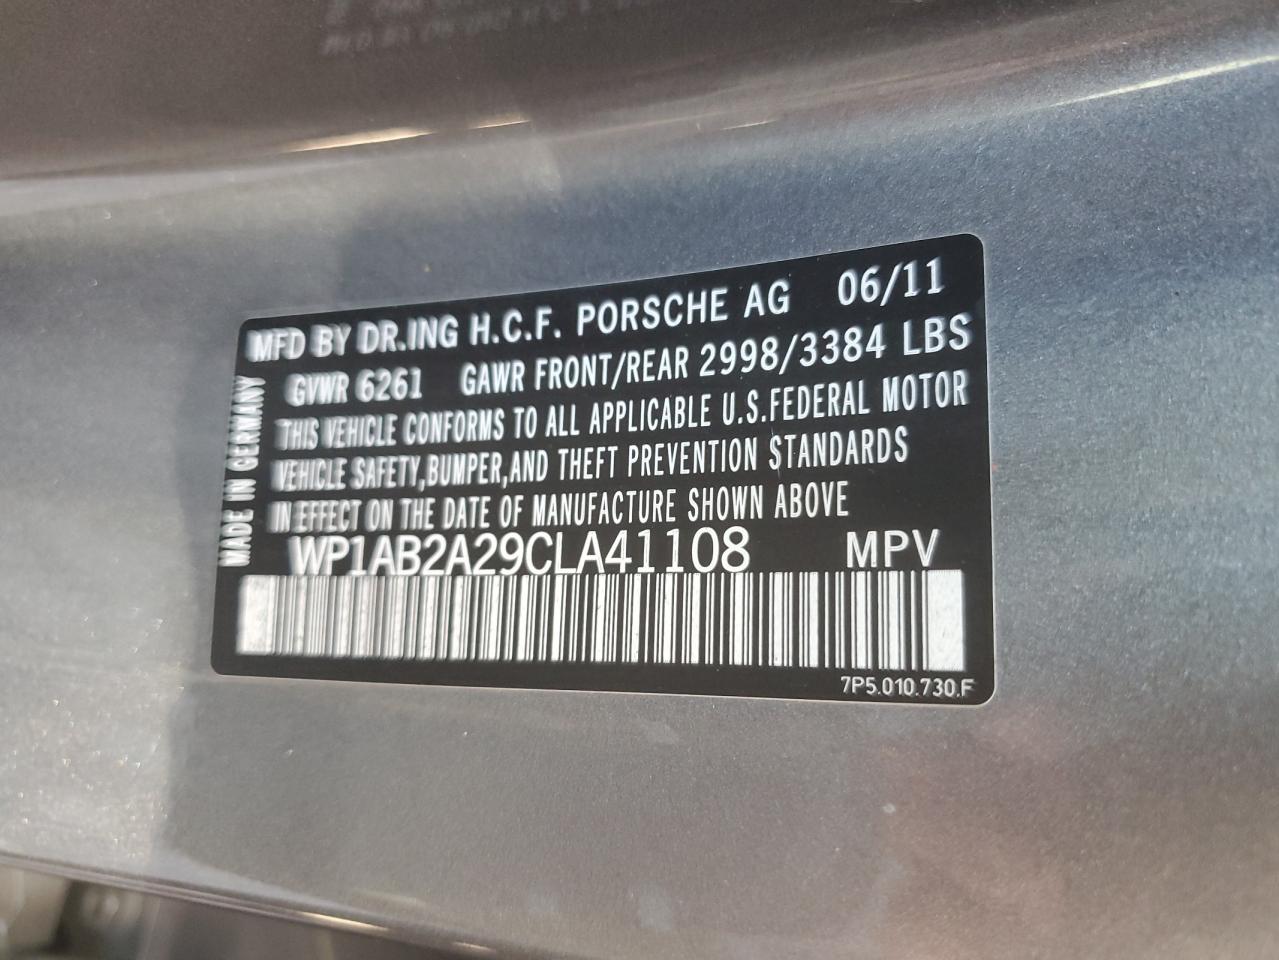 MFD BY DR.ING H.C.F. PORSCHE AG 06/11
GVWR 6261 GAWR FRONT/REAR 2998/3384 LBS
THIS VEHICLE CONFORMS TO ALL APPLICABLE U.S.FEDERAL MOTOR
VEHICLE SAFETY,BUMPER,AND THEFT PREVENTION STANDARDS
IN EFFECT ON THE DATE OF MANUFACTURE SHOWN ABOVE
WP1AB2A29CLA41108 MPV
7P5.010.730.F
MADE IN GERMANY